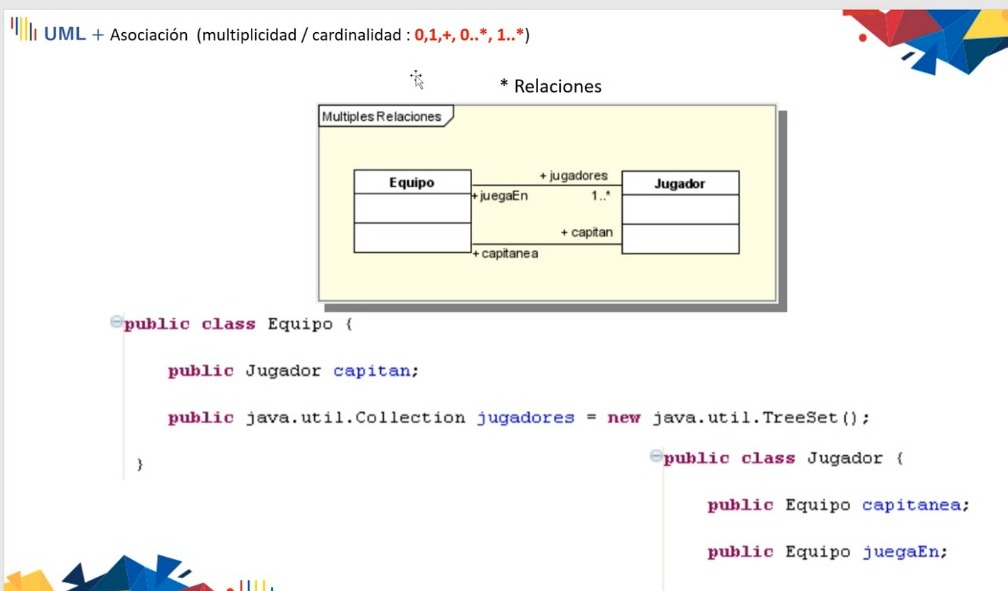 UML + Asociación (multiplicidad / cardinalidad : 0,1,+, 0..*, 1..*)
* Relaciones
Multiples Relaciones
Equipo
+ jugadores
Jugador
+ juegaEn
1..*
+ capitan
+ capitanea
public class Equipo {
public Jugador capitan;
public java.util.Collection jugadores = new java.util.TreeSet();
}
public class Jugador {
public Equipo capitanea;
public Equipo juegaEn;